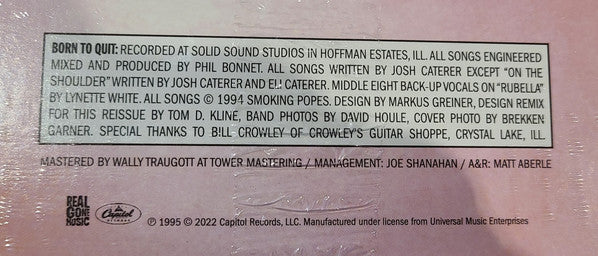 BORN TO QUIT: RECORDED AT SOLID SOUND STUDIOS IN HOFFMAN ESTATES, ILL. ALL SONGS ENGINEERED
MIXED AND PRODUCED BY PHIL BONNET. ALL SONGS WRITTEN BY JOSH CATERER EXCEPT "ON THE
SHOULDER" WRITTEN BY JOSH CATERER AND ELI CATERER. MIDDLE EIGHT BACK-UP VOCALS ON "RUBELLA"
BY LYNETTE WHITE. ALL SONGS © 1994 SMOKING POPES. DESIGN BY MARKUS GREINER, DESIGN REMIX
FOR THIS REISSUE BY TOM D. KLINE, BAND PHOTOS BY DAVID HOULE, COVER PHOTO BY BREKKEN
GARNER. SPECIAL THANKS TO BILL CROWLEY OF CROWLEY'S GUITAR SHOPPE, CRYSTAL LAKE, ILL.
MASTERED BY WALLY TRAUGOTT AT TOWER MASTERING / MANAGEMENT: JOE SHANAHAN / A&R: MATT ABERLE
REAL
GONE
MUSIC
Capitol
℗ 1995 © 2022 Capitol Records, LLC. Manufactured under license from Universal Music Enterprises